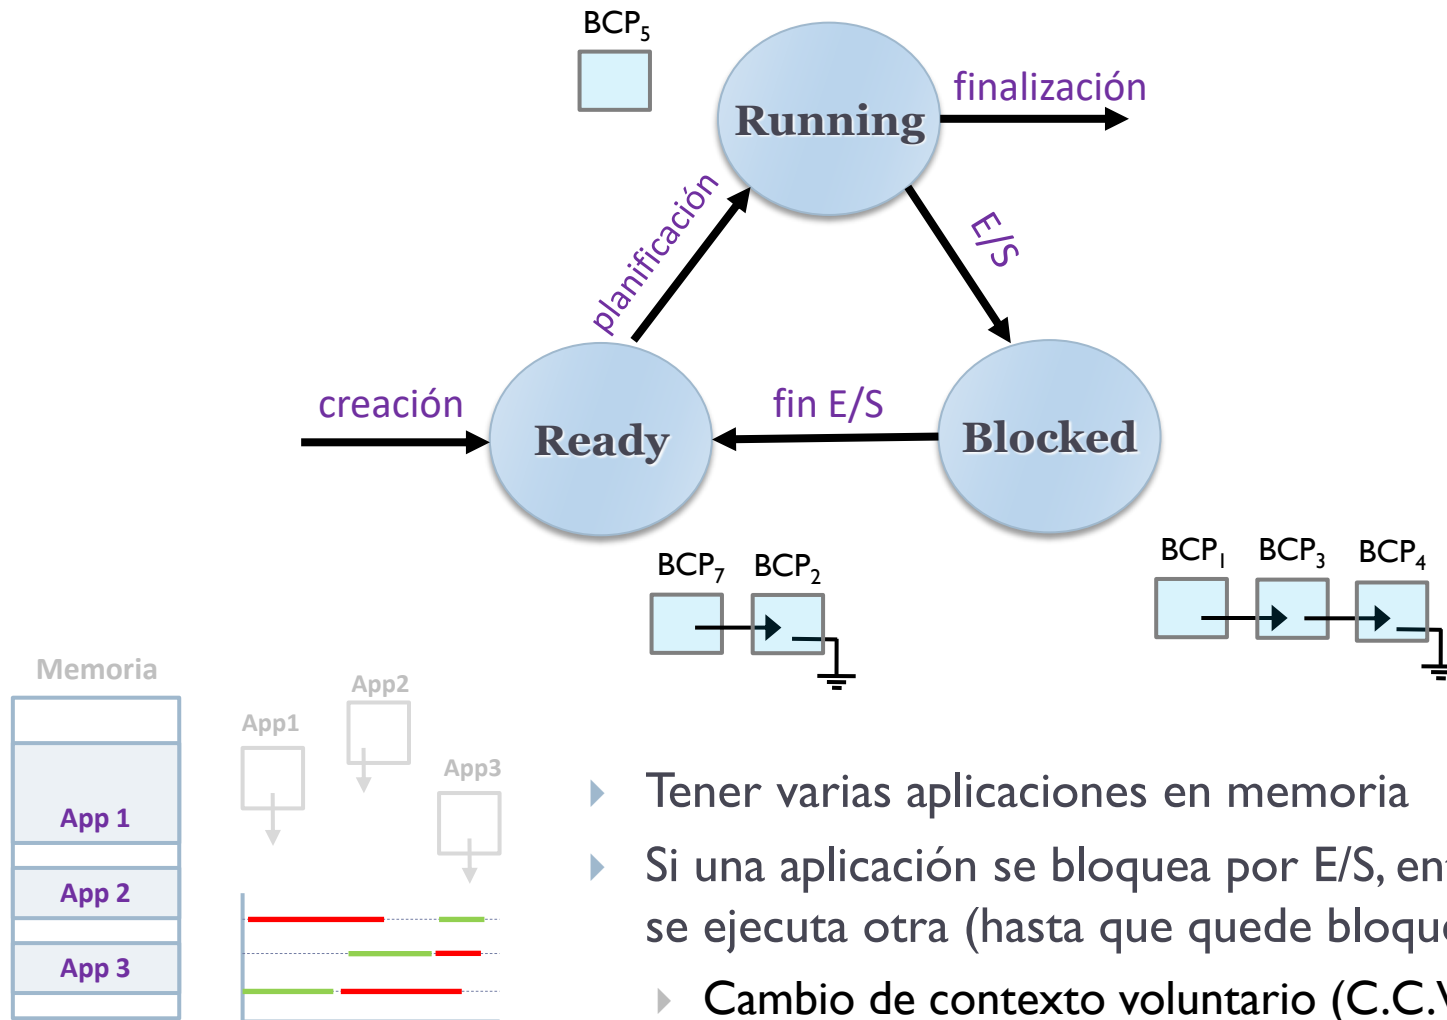 BCP5
Running
finalización
planificación
E/S
creación
Ready
fin E/S
Blocked
BCP7 BCP2
BCP1 BCP3 BCP4
Memoria
App 1
App 2
App 3
App1
App2
App3
Tener varias aplicaciones en memoria
Si una aplicación se bloquea por E/S,
se ejecuta otra (hasta que quede
Cambio de contexto voluntario